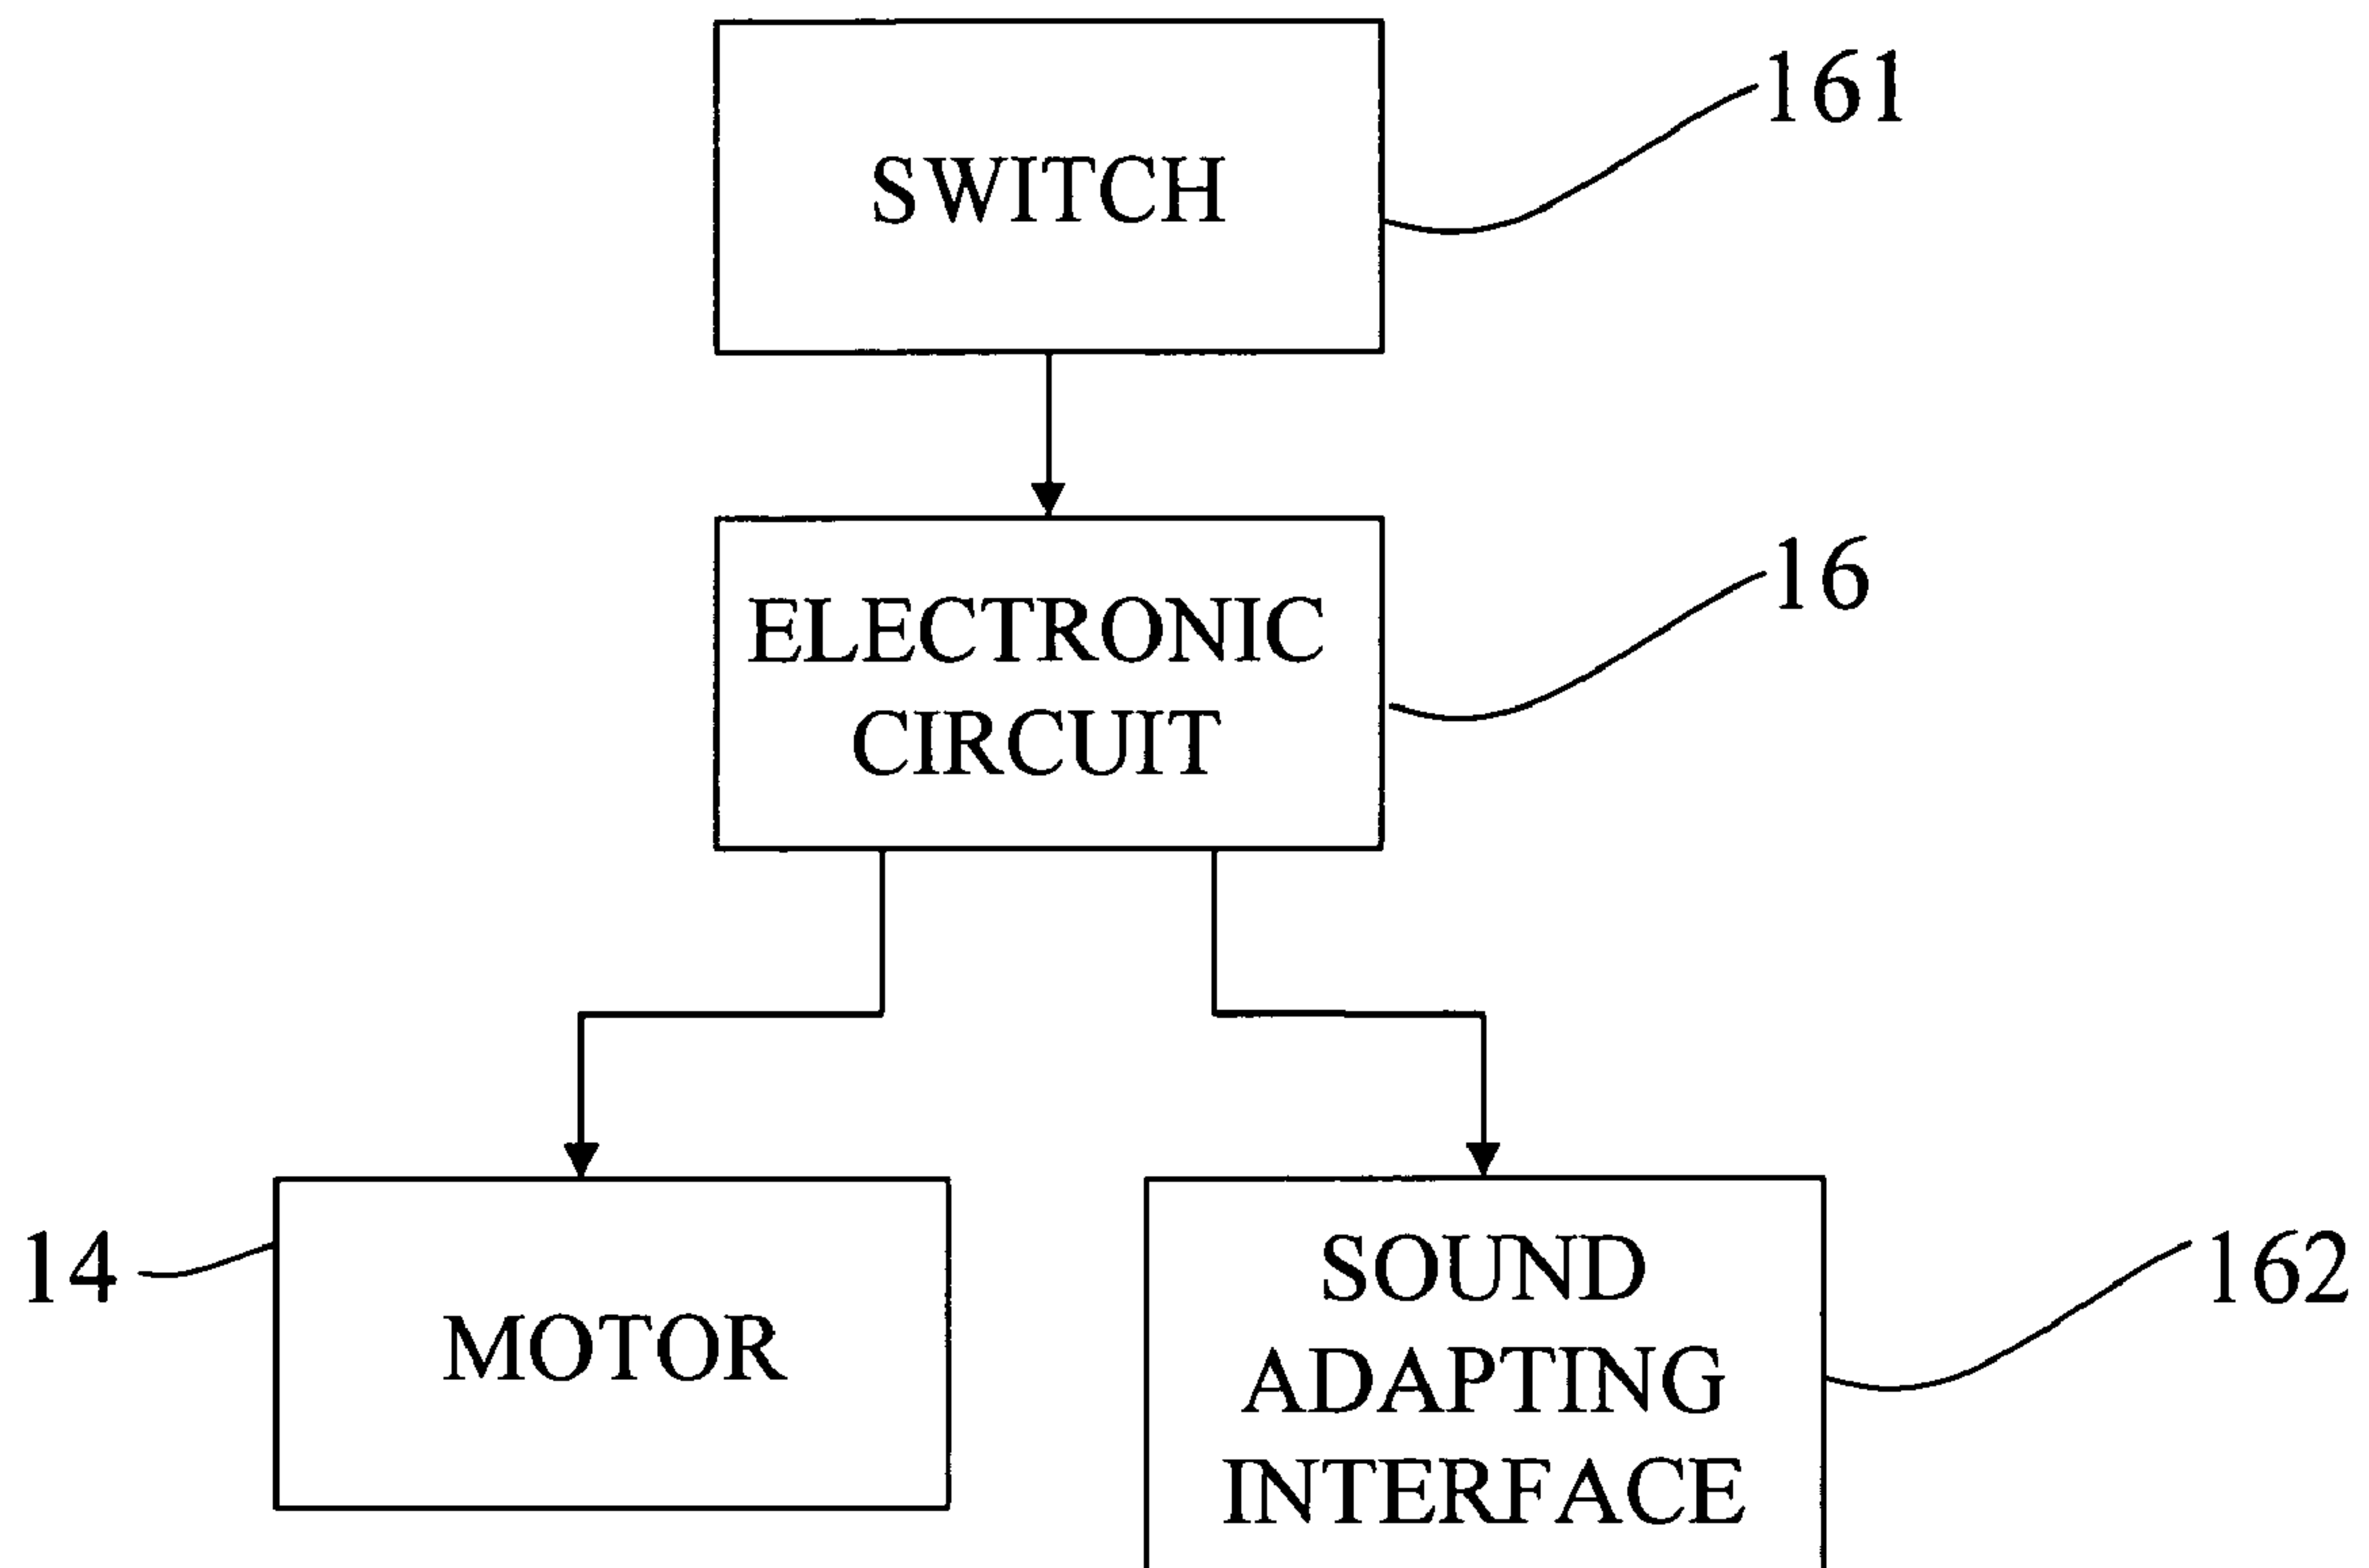 SWITCH
161
ELECTRONIC
CIRCUIT
16
14
MOTOR
SOUND
ADAPTING
INTERFACE
162